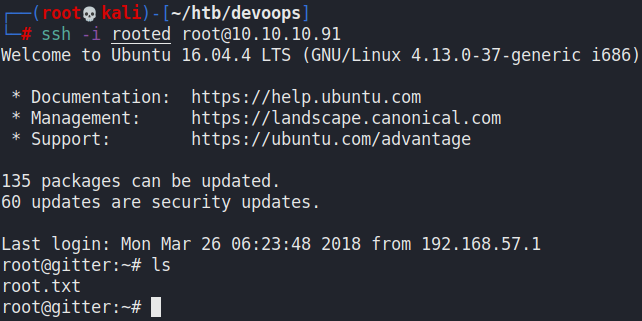 ┌──(root💀kali)-[~/htb/devoops]
└─# ssh -i rooted root@10.10.10.91
Welcome to Ubuntu 16.04.4 LTS (GNU/Linux 4.13.0-37-generic i686)
* Documentation:  https://help.ubuntu.com
* Management:     https://landscape.canonical.com
* Support:        https://ubuntu.com/advantage
135 packages can be updated.
60 updates are security updates.
Last login: Mon Mar 26 06:23:48 2018 from 192.168.57.1
root@gitter:~# ls
root.txt
root@gitter:~#